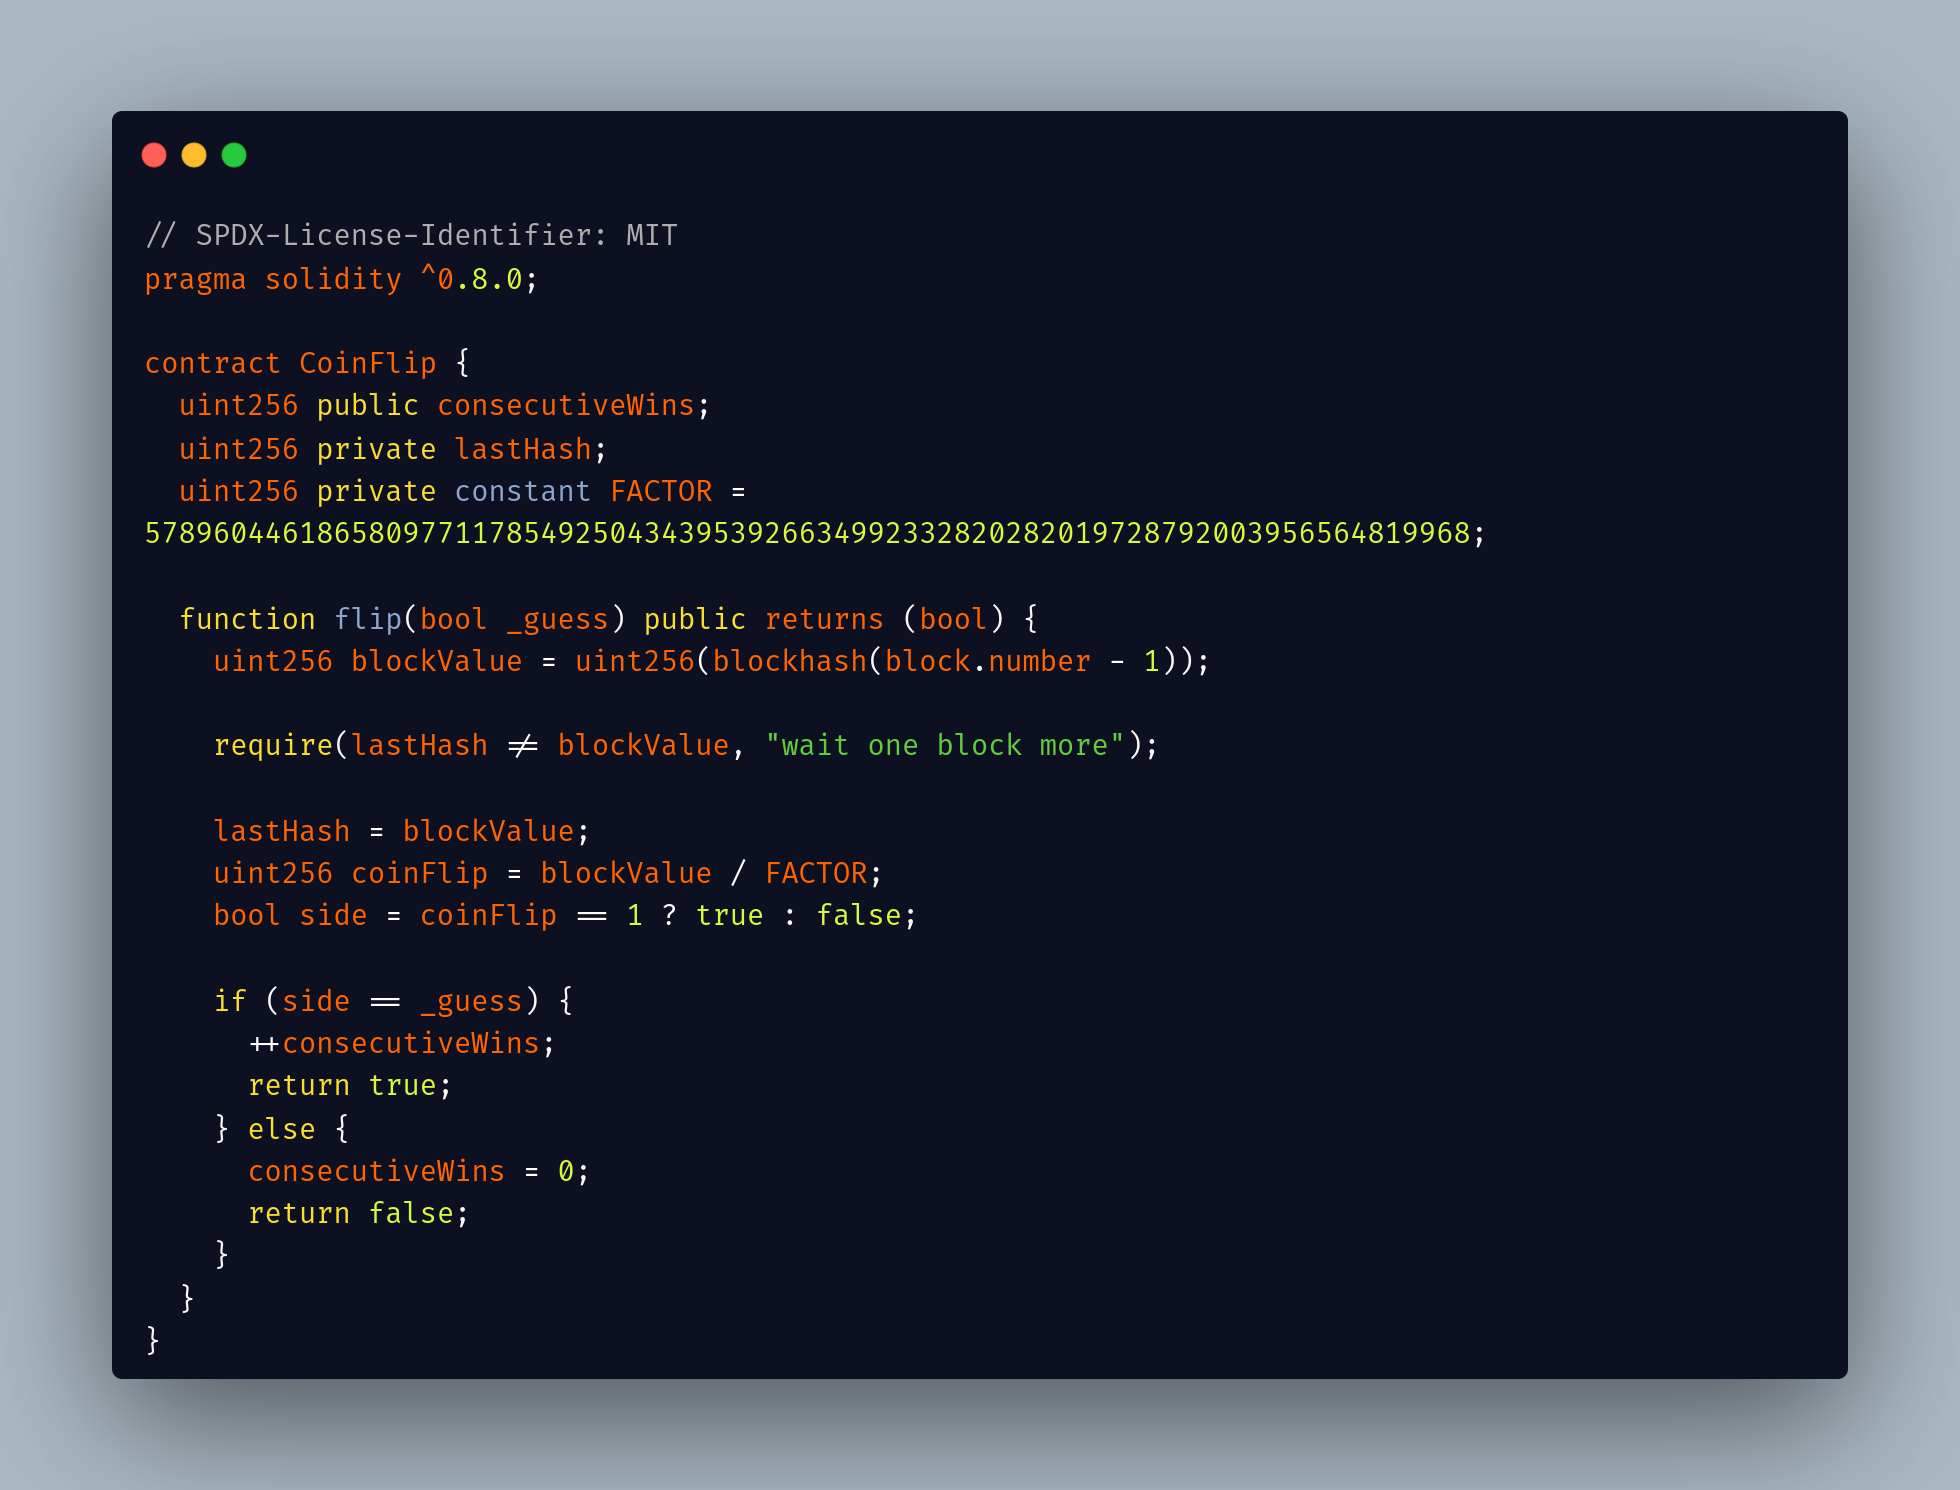 // SPDX-License-Identifier: MIT
pragma solidity ^0.8.0;
contract CoinFlip {
  uint256 public consecutiveWins;
  uint256 private lastHash;
  uint256 private constant FACTOR =
57896044618658097711785492504343953926634992332820282019728792003956564819968;
  function flip(bool _guess) public returns (bool) {
    uint256 blockValue = uint256(blockhash(block.number - 1));
    require(lastHash != blockValue, "wait one block more");
    lastHash = blockValue;
    uint256 coinFlip = blockValue / FACTOR;
    bool side = coinFlip == 1 ? true : false;
    if (side == _guess) {
      ++consecutiveWins;
      return true;
    } else {
      consecutiveWins = 0;
      return false;
    }
  }
}